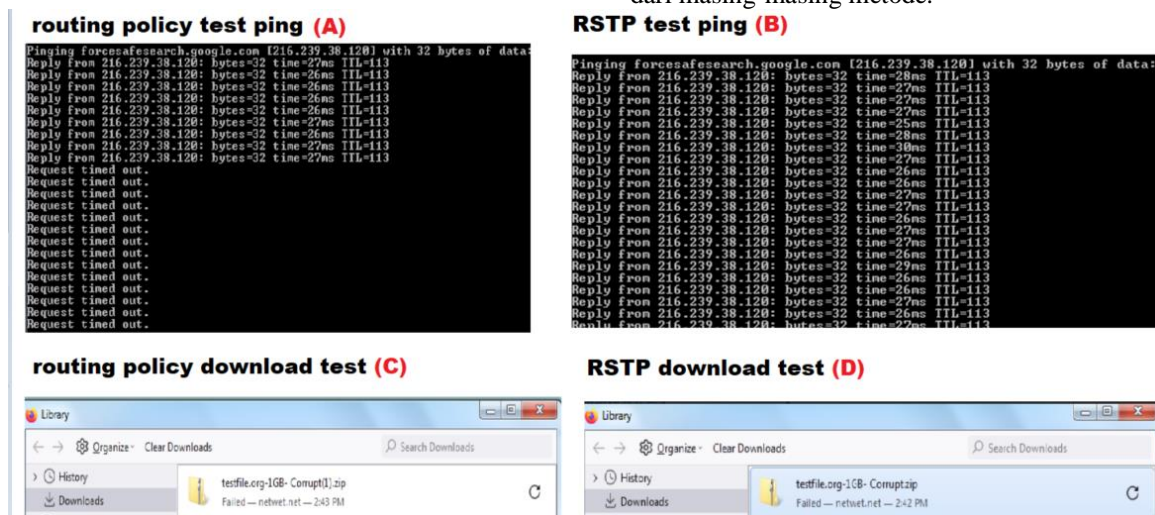 dari masing-masing metode.
routing policy test ping (A)
Pinging forcesafesearch.google.com [216.239.38.120] with 32 bytes of data:
Reply from 216.239.38.120: bytes=32 time=27ms TTL=113
Reply from 216.239.38.120: bytes=32 time=26ms TTL=113
Reply from 216.239.38.120: bytes=32 time=27ms TTL=113
Reply from 216.239.38.120: bytes=32 time=26ms TTL=113
Reply from 216.239.38.120: bytes=32 time=26ms TTL=113
Reply from 216.239.38.120: bytes=32 time=27ms TTL=113
Reply from 216.239.38.120: bytes=32 time=26ms TTL=113
Reply from 216.239.38.120: bytes=32 time=27ms TTL=113
Reply from 216.239.38.120: bytes=32 time=27ms TTL=113
Request timed out.
Request timed out.
Request timed out.
Request timed out.
Request timed out.
Request timed out.
Request timed out.
Request timed out.
Request timed out.
Request timed out.
Request timed out.
Request timed out.
Request timed out.
Request timed out.
RSTP test ping (B)
Pinging forcesafesearch.google.com [216.239.38.120] with 32 bytes of data:
Reply from 216.239.38.120: bytes=32 time=28ms TTL=113
Reply from 216.239.38.120: bytes=32 time=27ms TTL=113
Reply from 216.239.38.120: bytes=32 time=27ms TTL=113
Reply from 216.239.38.120: bytes=32 time=27ms TTL=113
Reply from 216.239.38.120: bytes=32 time=25ms TTL=113
Reply from 216.239.38.120: bytes=32 time=28ms TTL=113
Reply from 216.239.38.120: bytes=32 time=30ms TTL=113
Reply from 216.239.38.120: bytes=32 time=27ms TTL=113
Reply from 216.239.38.120: bytes=32 time=26ms TTL=113
Reply from 216.239.38.120: bytes=32 time=26ms TTL=113
Reply from 216.239.38.120: bytes=32 time=27ms TTL=113
Reply from 216.239.38.120: bytes=32 time=27ms TTL=113
Reply from 216.239.38.120: bytes=32 time=26ms TTL=113
Reply from 216.239.38.120: bytes=32 time=27ms TTL=113
Reply from 216.239.38.120: bytes=32 time=27ms TTL=113
Reply from 216.239.38.120: bytes=32 time=26ms TTL=113
Reply from 216.239.38.120: bytes=32 time=29ms TTL=113
Reply from 216.239.38.120: bytes=32 time=26ms TTL=113
Reply from 216.239.38.120: bytes=32 time=26ms TTL=113
Reply from 216.239.38.120: bytes=32 time=27ms TTL=113
Reply from 216.239.38.120: bytes=32 time=26ms TTL=113
Reply from 216.239.38.120: bytes=32 time=27ms TTL=113
routing policy download test (C)
Library
Organize Clear Downloads Search Downloads
History
Downloads
testfile.org-1GB- Corrupt(1).zip
Failed — netwet.net — 2:43 PM
RSTP download test (D)
Library
Organize Clear Downloads Search Downloads
History
Downloads
testfile.org-1GB- Corrupt.zip
Failed — netwet.net — 2:42 PM